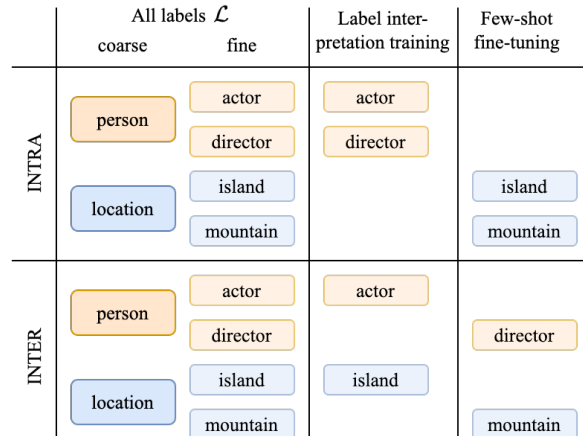 All labels ℒ
Label inter-
pretation training
Few-shot
fine-tuning
coarse
fine
INTRA
person
actor
actor
director
director
location
island
island
mountain
mountain
INTER
person
actor
actor
director
director
location
island
island
mountain
mountain